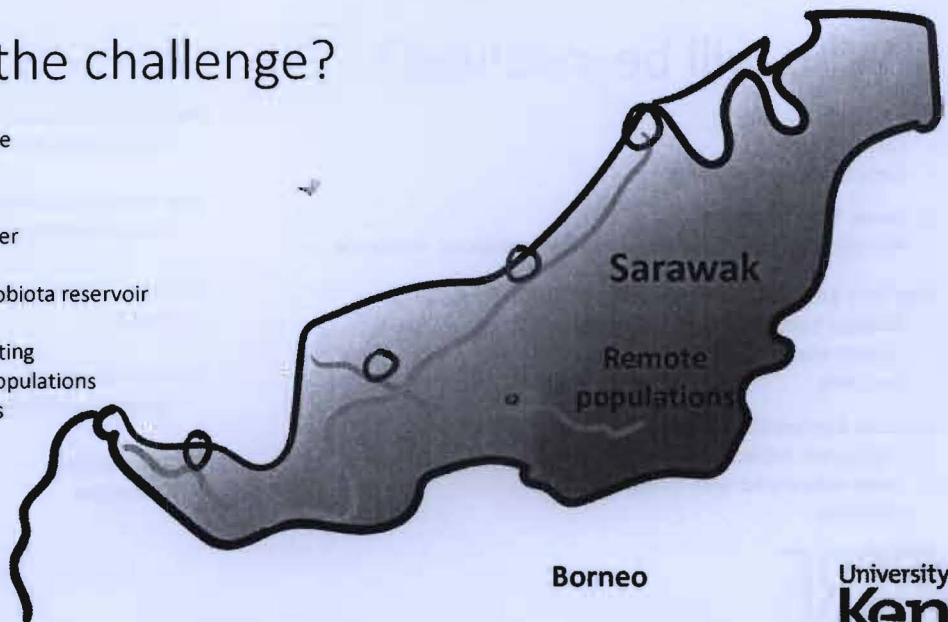 the challenge?
e
er
obiota reservoir
ting
opulations
s
Sarawak
Remote
populations
Borneo
University
Ken